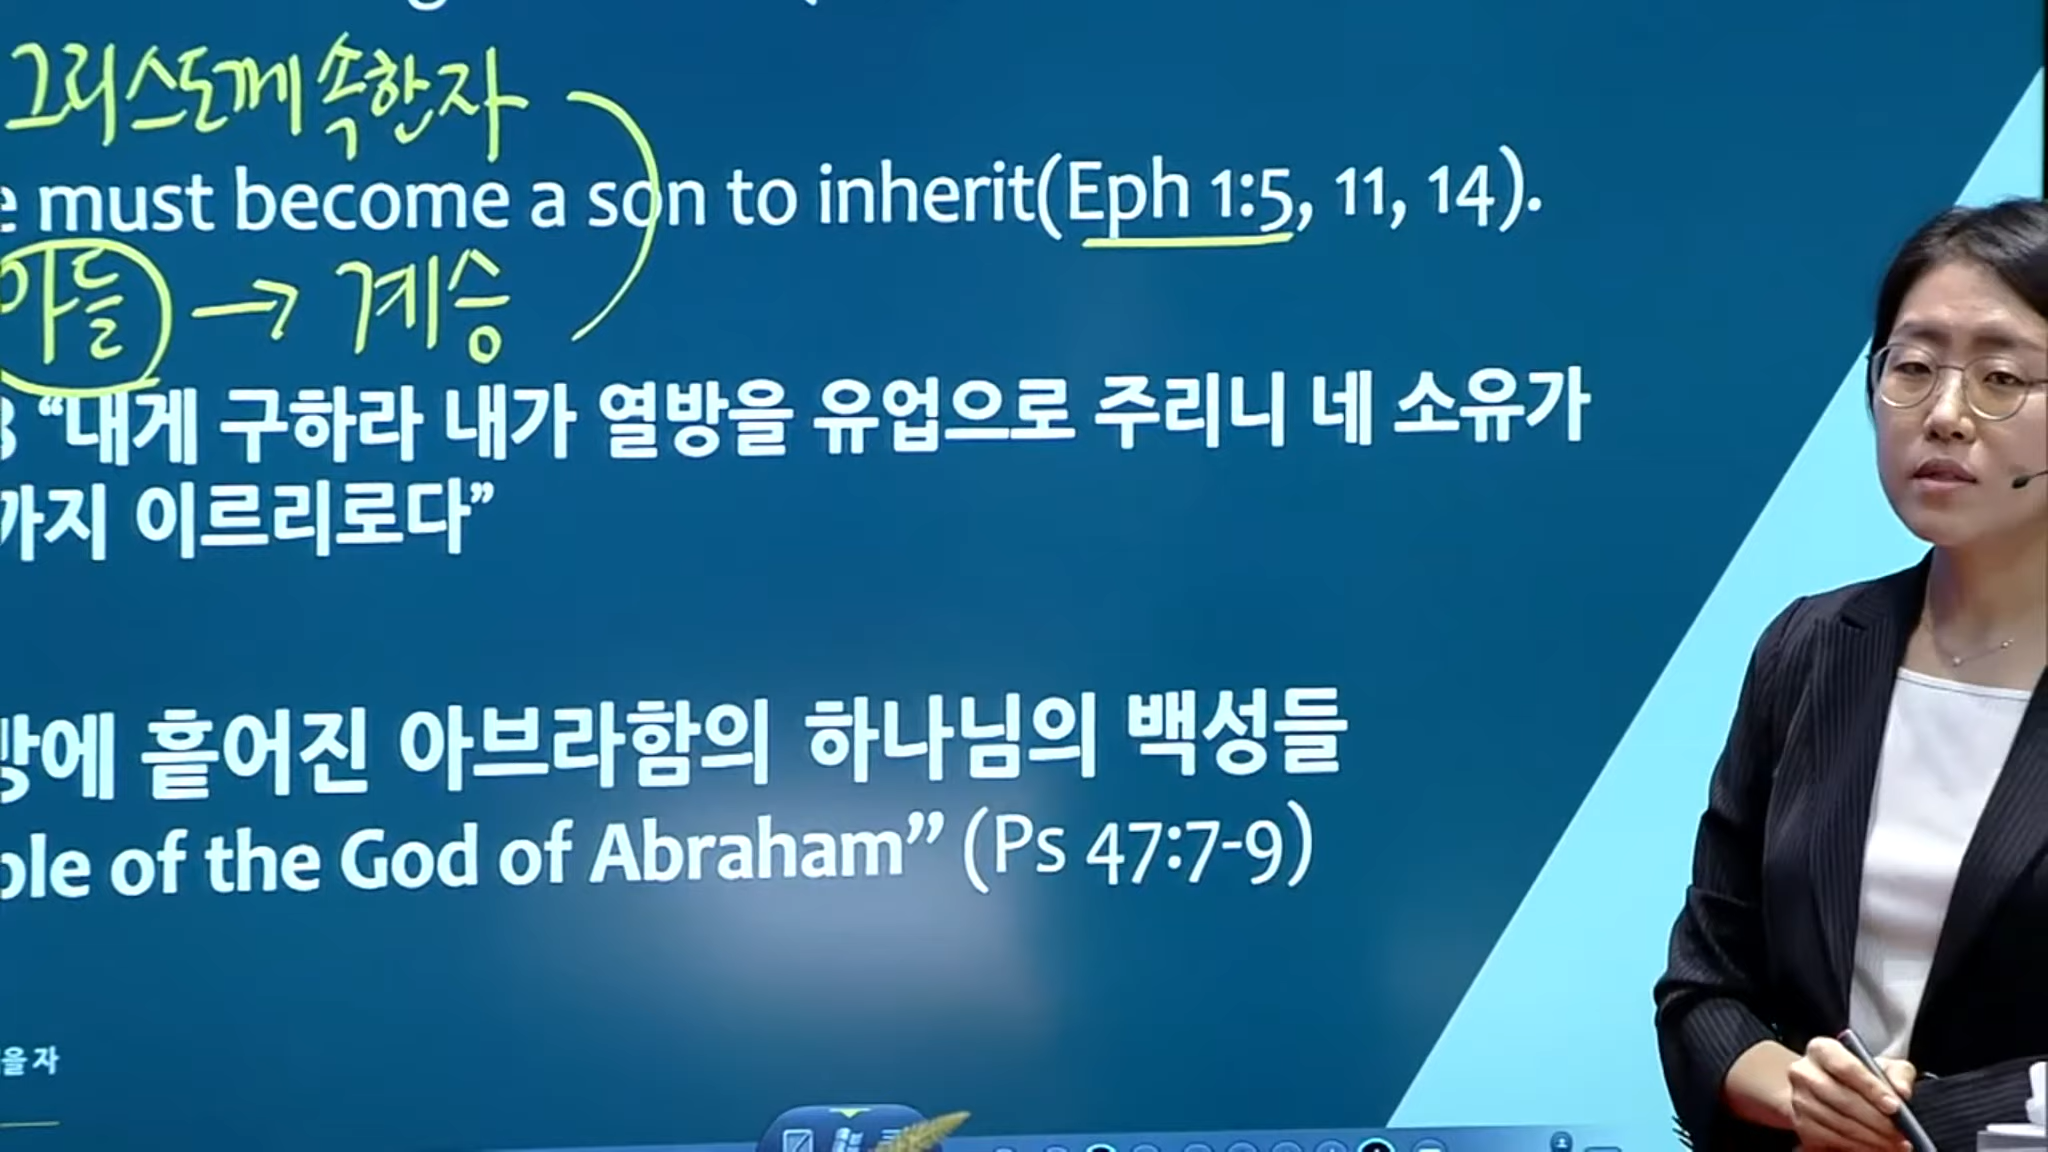 그리스도께 속한자
must become a son to inherit(Eph 1:5, 11, 14).
아들 → 계승
“내게 구하라 내가 열방을 유업으로 주리니 네 소유가
까지 이르리로다”
흩어진 아브라함의 하나님의 백성들
of the God of Abraham” (Ps 47:7-9)
을 자